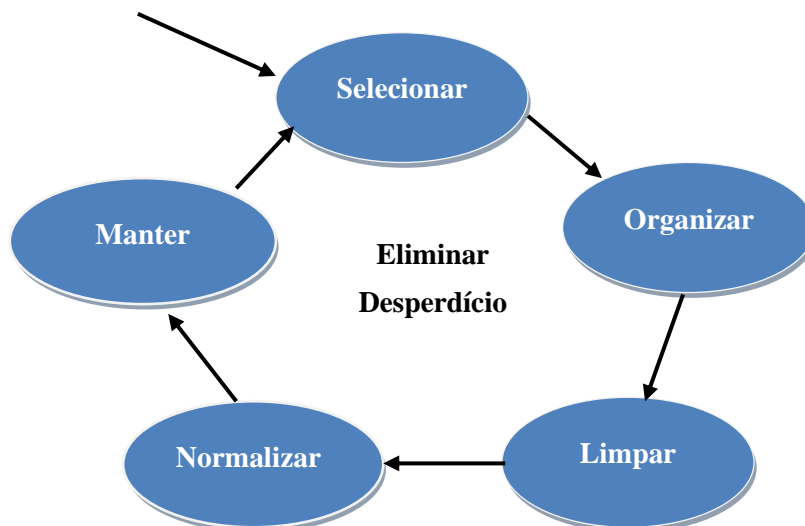 Selecionar
Organizar
Manter
Eliminar
Desperdício
Normalizar
Limpar